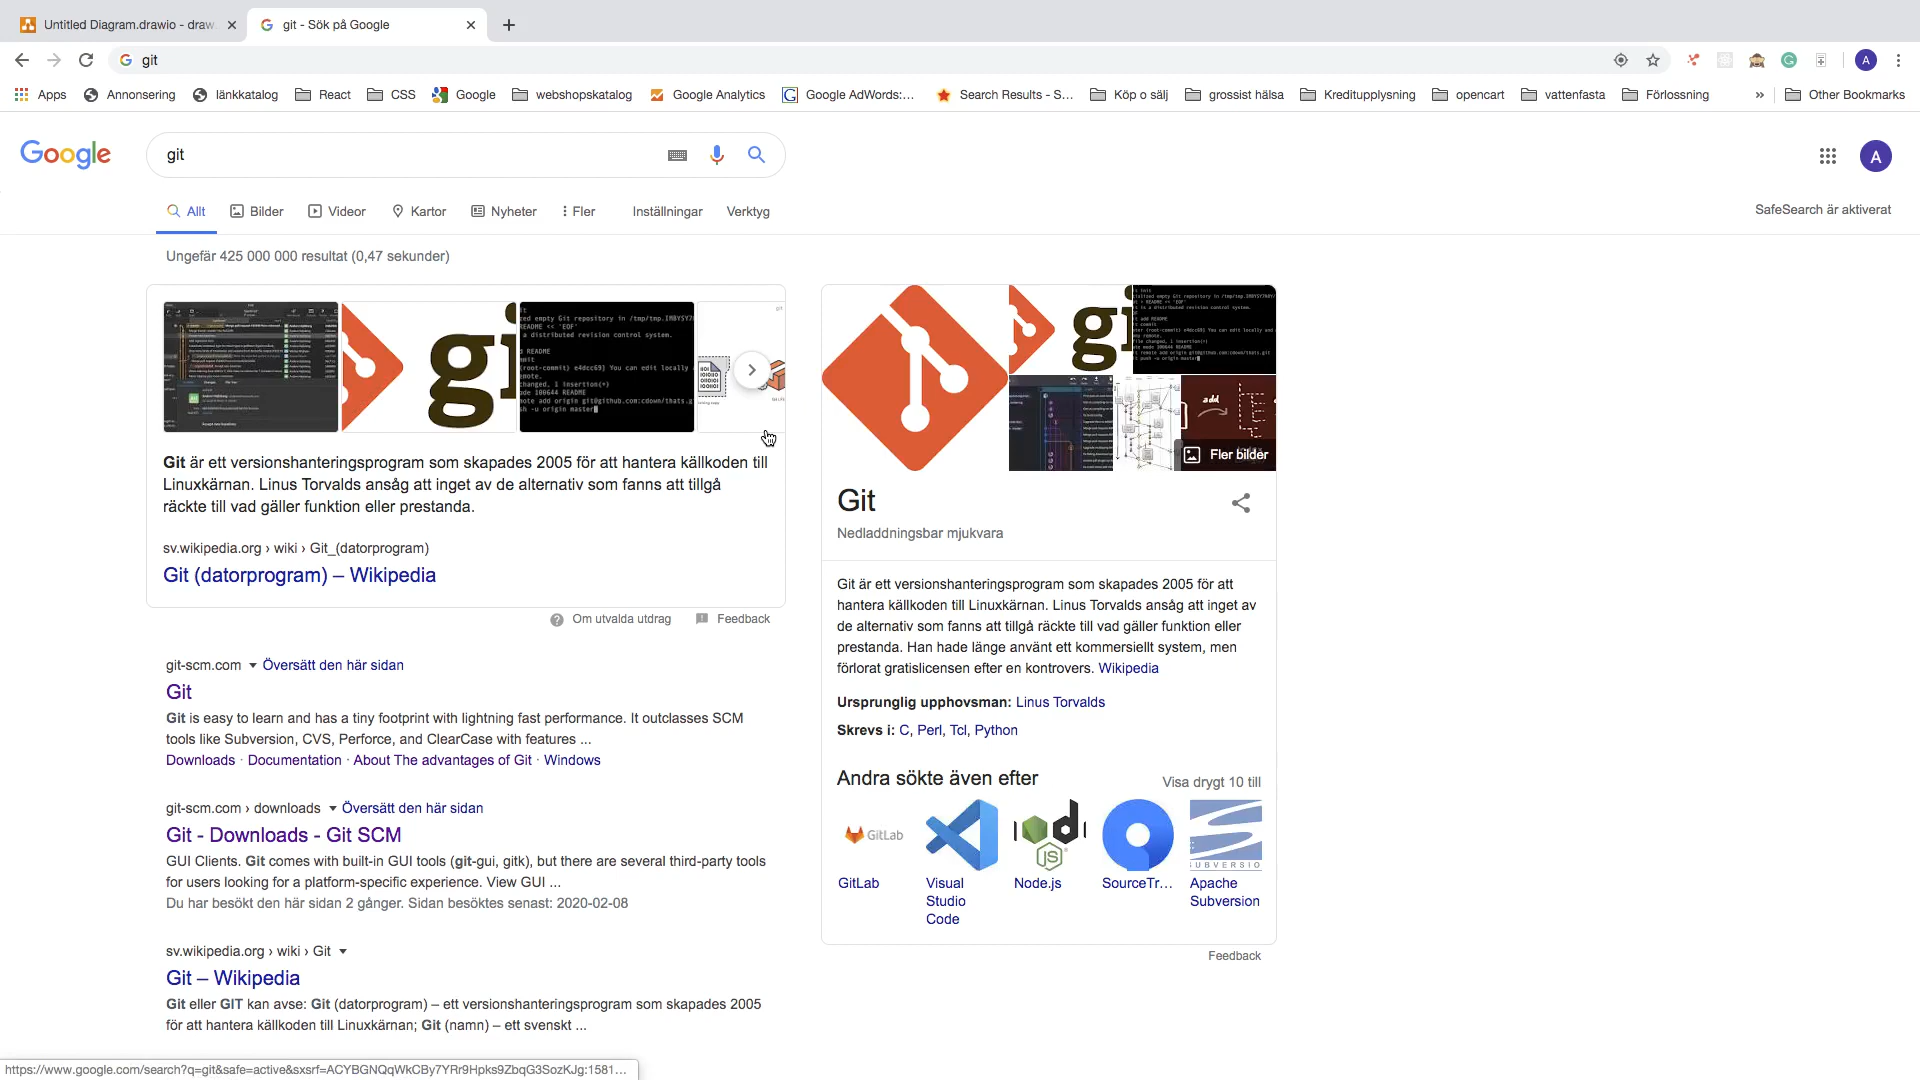 Untitled Diagram.drawio - draw
git - Sök på Google
git
Apps
Annonsering
länkkatalog
React
CSS
Google
webshopskatalog
Google Analytics
Google AdWords:...
Search Results - S...
Köp o sälj
grossist hälsa
Kreditupplysning
opencart
vattenfasta
Förlossning
»
Other Bookmarks
Google
git
A
Allt
Bilder
Videor
Kartor
Nyheter
Fler
Inställningar
Verktyg
SafeSearch är aktiverat
Ungefär 425 000 000 resultat (0,47 sekunder)
Git är ett versionshanteringsprogram som skapades 2005 för att hantera källkoden till
Linuxkärnan. Linus Torvalds ansåg att inget av de alternativ som fanns att tillgå
räckte till vad gäller funktion eller prestanda.
sv.wikipedia.org › wiki › Git_(datorprogram)
Git (datorprogram) – Wikipedia
Om utvalda utdrag
Feedback
git-scm.com
Översätt den här sidan
Git
Git is easy to learn and has a tiny footprint with lightning fast performance. It outclasses SCM
tools like Subversion, CVS, Perforce, and ClearCase with features ...
Downloads · Documentation · About The advantages of Git · Windows
git-scm.com › downloads
Översätt den här sidan
Git - Downloads - Git SCM
GUI Clients. Git comes with built-in GUI tools (git-gui, gitk), but there are several third-party tools
for users looking for a platform-specific experience. View GUI ...
Du har besökt den här sidan 2 gånger. Sidan besöktes senast: 2020-02-08
sv.wikipedia.org › wiki › Git
Git – Wikipedia
Git eller GIT kan avse: Git (datorprogram) – ett versionshanteringsprogram som skapades 2005
för att hantera källkoden till Linuxkärnan; Git (namn) – ett svenskt ...
Fler bilder
Git
Nedladdningsbar mjukvara
Git är ett versionshanteringsprogram som skapades 2005 för att
hantera källkoden till Linuxkärnan. Linus Torvalds ansåg att inget av
de alternativ som fanns att tillgå räckte till vad gäller funktion eller
prestanda. Han hade länge använt ett kommersiellt system, men
förlorat gratislicensen efter en kontrovers. Wikipedia
Ursprunglig upphovsman: Linus Torvalds
Skrevs i: C, Perl, Tcl, Python
Andra sökte även efter
Visa drygt 10 till
GitLab
Visual
Studio
Code
Node.js
SourceTr...
Apache
Subversion
Feedback
https://www.google.com/search?q=git&safe=active&sxsrf=ACYBGNQqWkCBy7YRr9Hpks9ZbqG3SozKJg:1581...